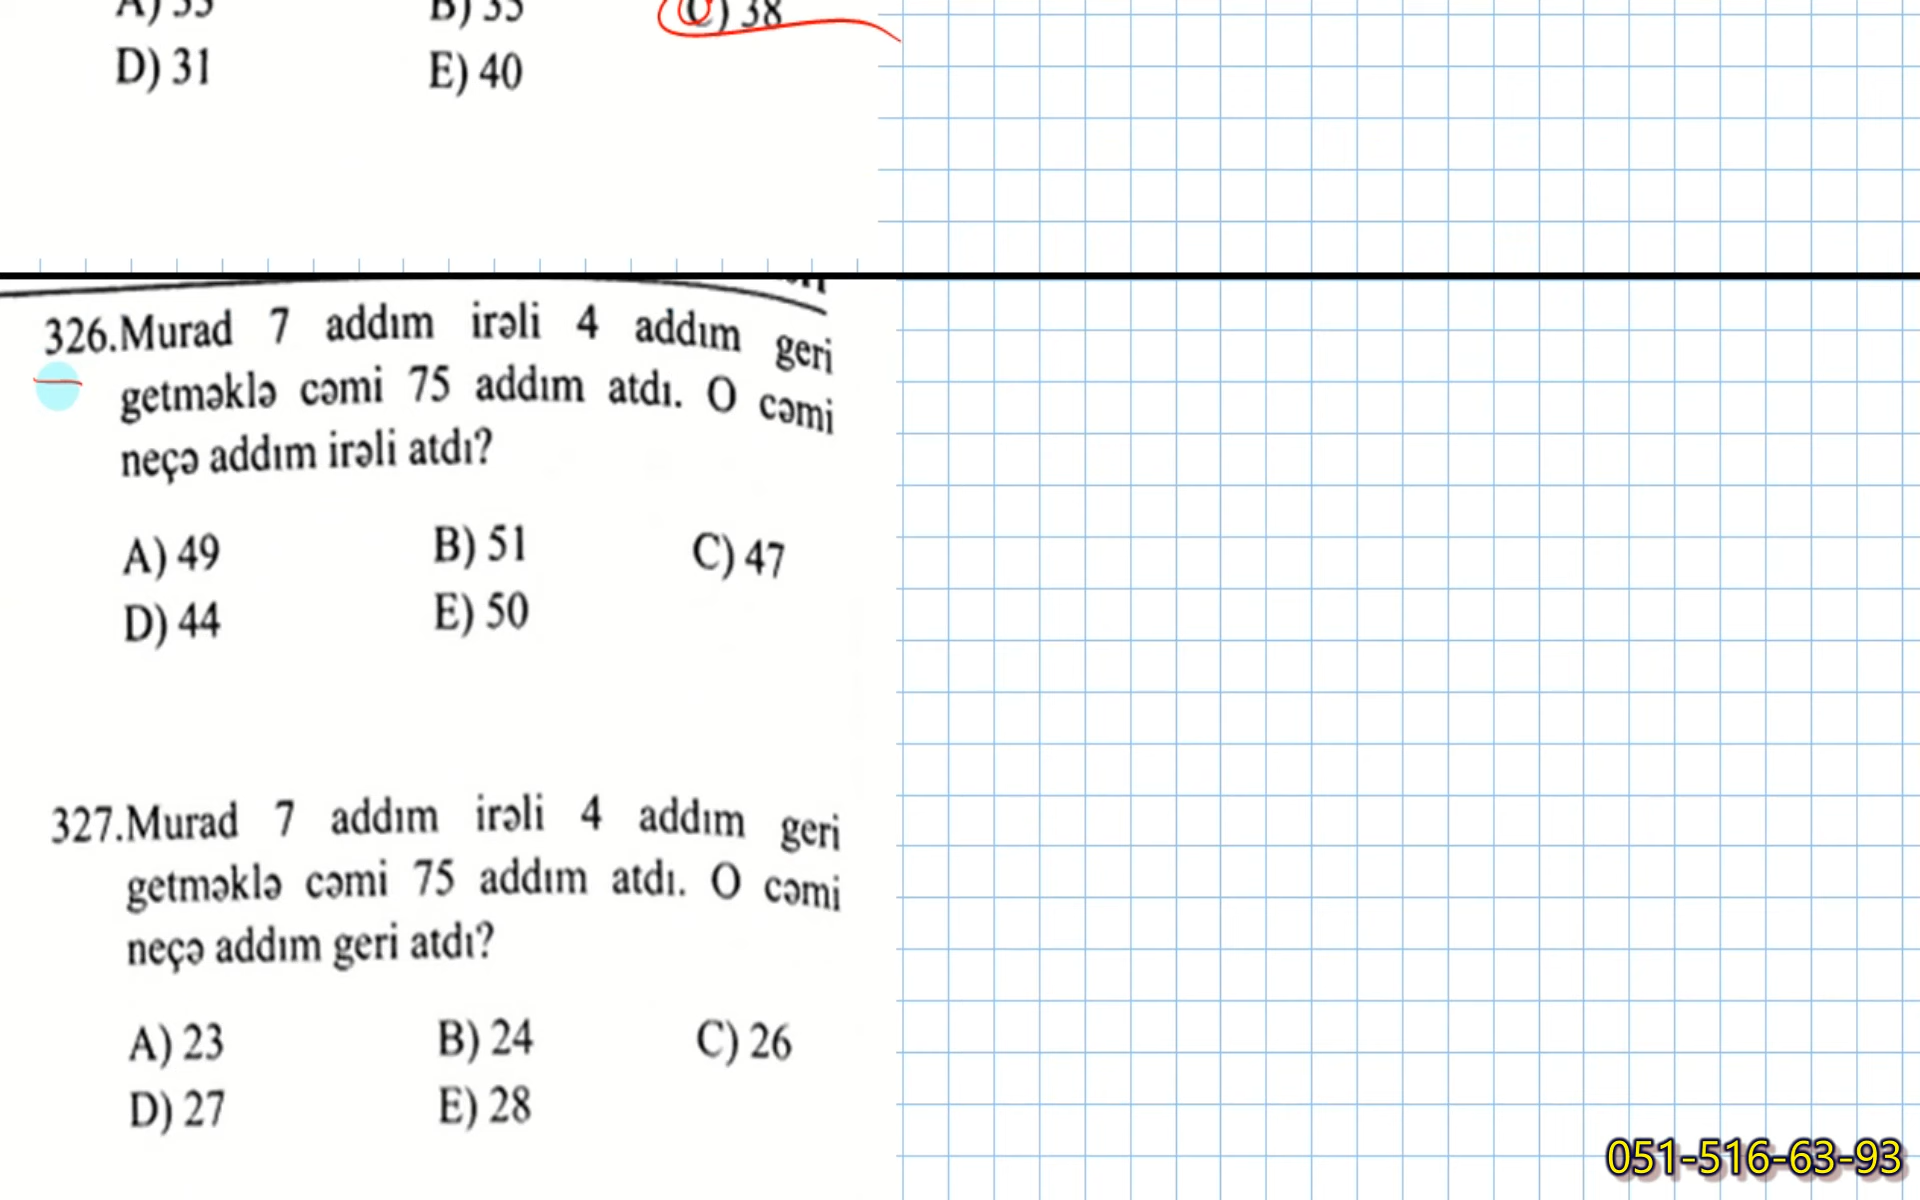 B) 35 C) 38
D) 31 E) 40
326.Murad 7 addım irəli 4 addım geri
getməklə cəmi 75 addım atdı. O cəmi
neçə addım irəli atdı?
A) 49 B) 51 C) 47
D) 44 E) 50
327.Murad 7 addım irəli 4 addım geri
getməklə cəmi 75 addım atdı. O cəmi
neçə addım geri atdı?
A) 23 B) 24 C) 26
D) 27 E) 28
051-516-63-93